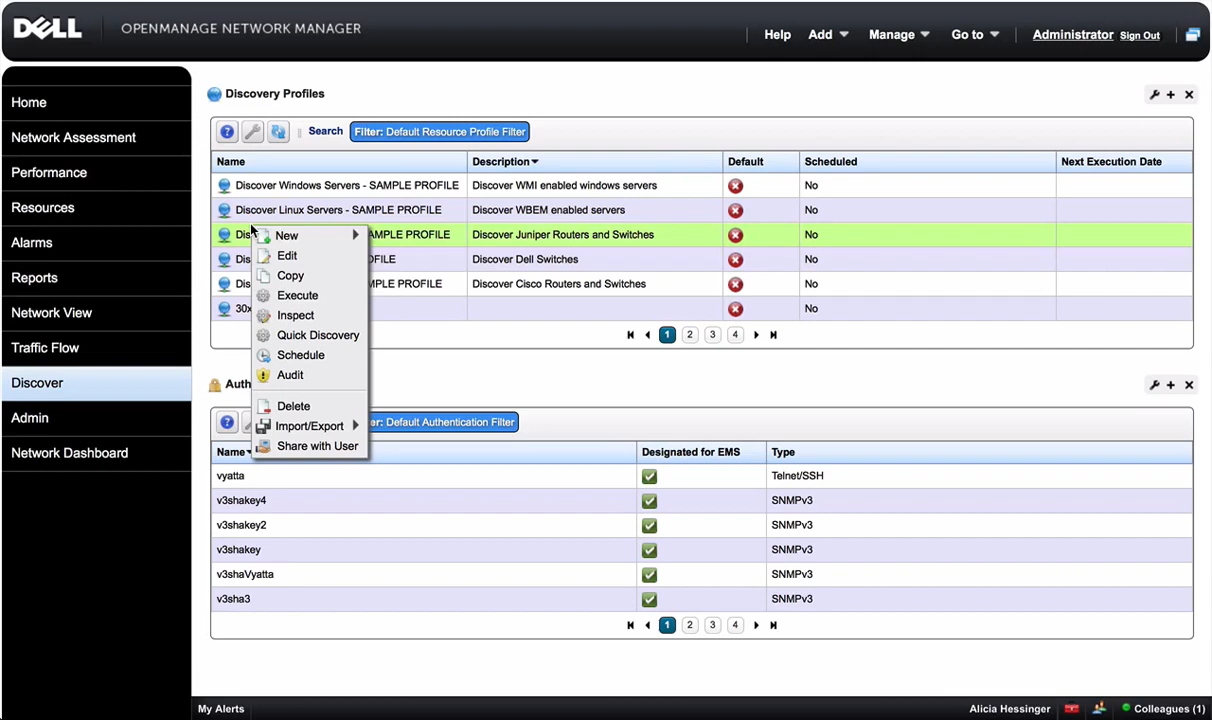 DELL
OPENMANAGE NETWORK MANAGER
Help Add Manage Go to Administrator Sign Out
Home
Network Assessment
Performance
Resources
Alarms
Reports
Network View
Traffic Flow
Discover
Admin
Network Dashboard
Discovery Profiles
Search Filter: Default Resource Profile Filter
Name Description Default Scheduled Next Execution Date
Discover Windows Servers - SAMPLE PROFILE Discover WMI enabled windows servers No
Discover Linux Servers - SAMPLE PROFILE Discover WBEM enabled servers No
AMPLE PROFILE Discover Juniper Routers and Switches No
OFILE Discover Dell Switches No
MPLE PROFILE Discover Cisco Routers and Switches No
30x No
1 2 3 4
New
Edit
Copy
Execute
Inspect
Quick Discovery
Schedule
Audit
Delete
Import/Export
Share with User
Auth
er: Default Authentication Filter
Name Designated for EMS Type
vyatta Telnet/SSH
v3shakey4 SNMPv3
v3shakey2 SNMPv3
v3shakey SNMPv3
v3shaVyatta SNMPv3
v3sha3 SNMPv3
1 2 3 4
My Alerts Alicia Hessinger Colleagues (1)